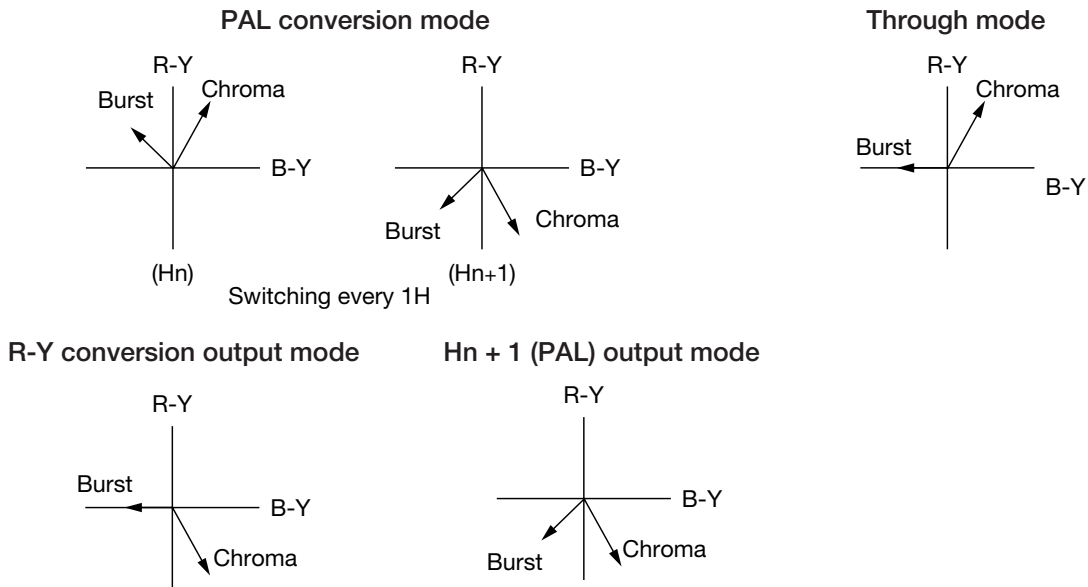 PAL conversion mode
Through mode
R-Y
Burst
Chroma
B-Y
(Hn)
R-Y
B-Y
Burst
Chroma
(Hn+1)
Switching every 1H
R-Y
Chroma
Burst
B-Y
R-Y conversion output mode
Hn + 1 (PAL) output mode
R-Y
Burst
B-Y
Chroma
R-Y
B-Y
Burst
Chroma